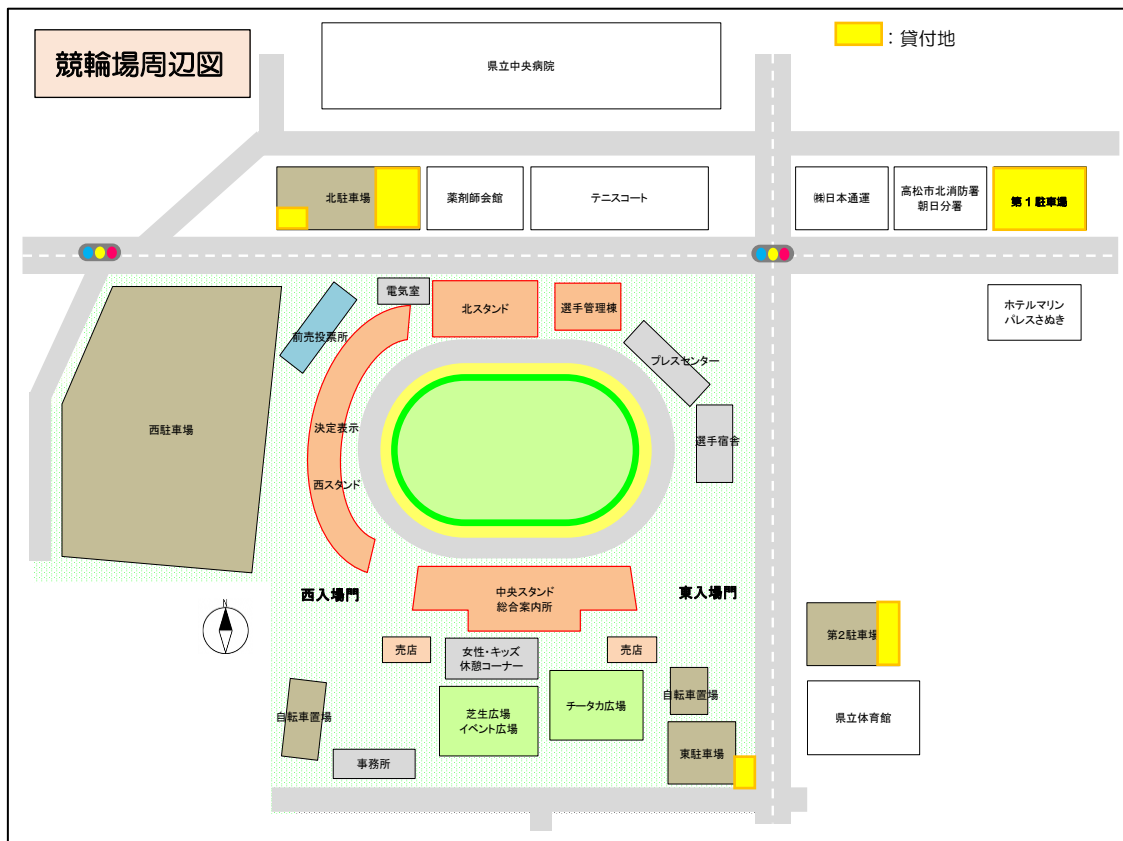 競輪場周辺図
：貸付地
県立中央病院
北駐車場
薬剤師会館
テニスコート
㈱日本通運
高松市北消防署
朝日分署
第１駐車場
ホテルマリン
パレスさぬき
電気室
北スタンド
選手管理棟
前売投票所
プレスセンター
決定表示
西駐車場
選手宿舎
西スタンド
西入場門
中央スタンド
総合案内所
東入場門
N
売店
女性・キッズ
休憩コーナー
売店
第２駐車場
自転車置場
芝生広場
イベント広場
チータカ広場
自転車置場
県立体育館
事務所
東駐車場